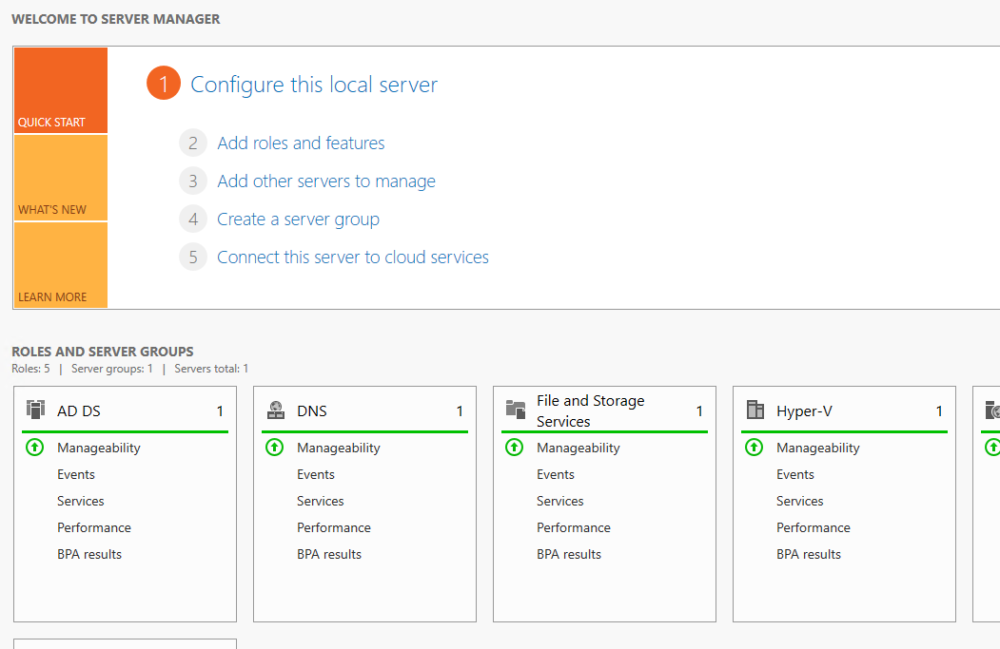 WELCOME TO SERVER MANAGER
QUICK START
WHAT'S NEW
LEARN MORE
1 Configure this local server
2 Add roles and features
3 Add other servers to manage
4 Create a server group
5 Connect this server to cloud services
ROLES AND SERVER GROUPS
Roles: 5 | Server groups: 1 | Servers total: 1
AD DS 1
Manageability
Events
Services
Performance
BPA results
DNS 1
Manageability
Events
Services
Performance
BPA results
File and Storage
Services 1
Manageability
Events
Services
Performance
BPA results
Hyper-V 1
Manageability
Events
Services
Performance
BPA results